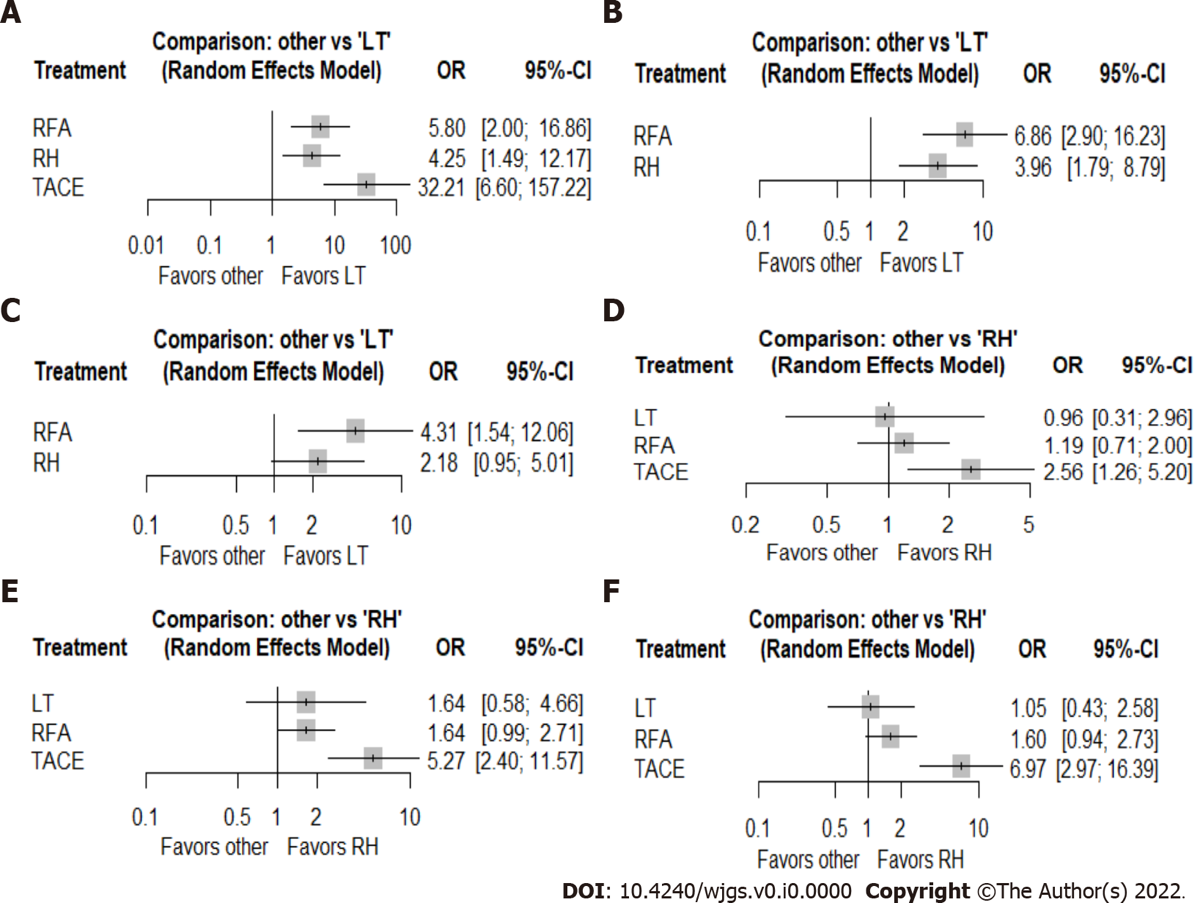 A
Comparison: other vs 'LT'
Treatment (Random Effects Model) OR 95%-CI
RFA 5.80 [2.00; 16.86]
RH 4.25 [1.49; 12.17]
TACE 32.21 [6.60; 157.22]
0.01 0.1 1 10 100
Favors other Favors LT
B
Comparison: other vs 'LT'
Treatment (Random Effects Model) OR 95%-CI
RFA 6.86 [2.90; 16.23]
RH 3.96 [1.79; 8.79]
0.1 0.5 1 2 10
Favors other Favors LT
C
Comparison: other vs 'LT'
Treatment (Random Effects Model) OR 95%-CI
RFA 4.31 [1.54; 12.06]
RH 2.18 [0.95; 5.01]
0.1 0.5 1 2 10
Favors other Favors LT
D
Comparison: other vs 'RH'
Treatment (Random Effects Model) OR 95%-CI
LT 0.96 [0.31; 2.96]
RFA 1.19 [0.71; 2.00]
TACE 2.56 [1.26; 5.20]
0.2 0.5 1 2 5
Favors other Favors RH
E
Comparison: other vs 'RH'
Treatment (Random Effects Model) OR 95%-CI
LT 1.64 [0.58; 4.66]
RFA 1.64 [0.99; 2.71]
TACE 5.27 [2.40; 11.57]
0.1 0.5 1 2 10
Favors other Favors RH
F
Comparison: other vs 'RH'
Treatment (Random Effects Model) OR 95%-CI
LT 1.05 [0.43; 2.58]
RFA 1.60 [0.94; 2.73]
TACE 6.97 [2.97; 16.39]
0.1 0.5 1 2 10
Favors other Favors RH
DOI: 10.4240/wjgs.v0.i0.0000 Copyright ©The Author(s) 2022.